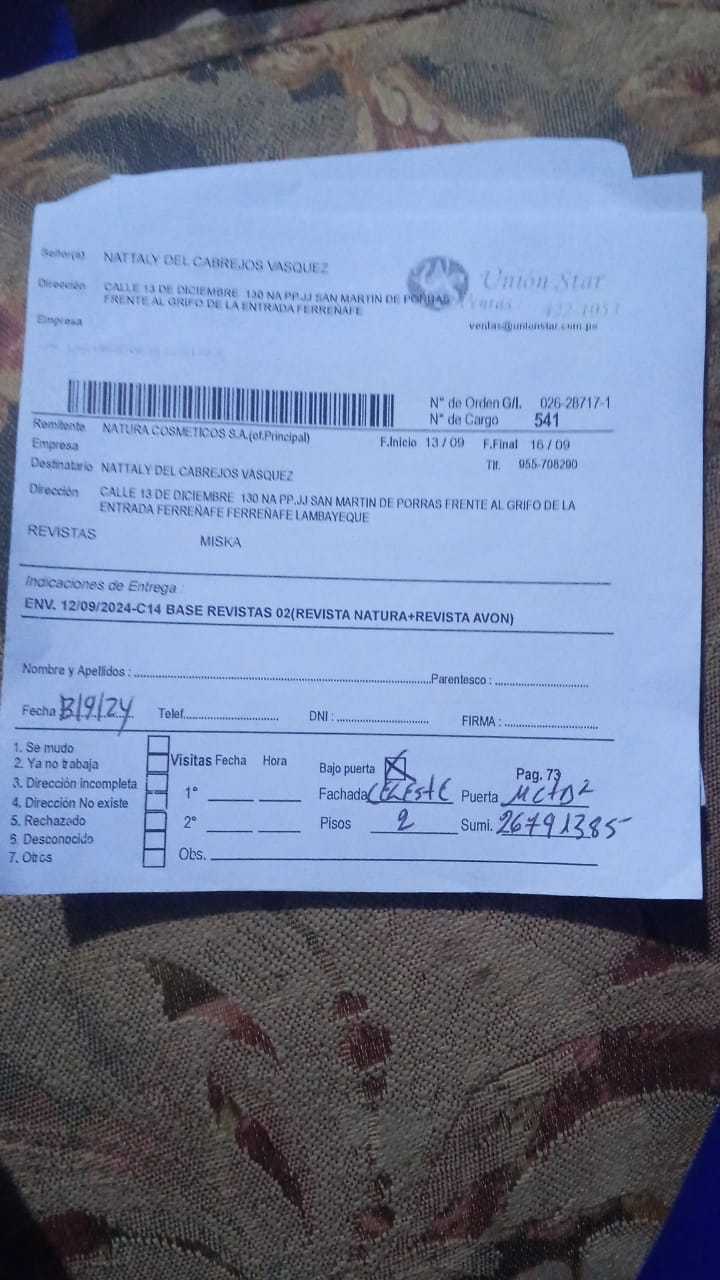 Señor(a) NATTALY DEL CABREJOS VASQUEZ
Unión Star
Dirección CALLE 13 DE DICIEMBRE 130 NA PP.JJ SAN MARTIN DE PORRAS
FRENTE AL GRIFO DE LA ENTRADA FERREÑAFE
Ventas: 422-1953
Empresa
ventas@unionstar.com.pe
N° de Orden G/I. 026-28717-1
N° de Cargo 541
Remitente NATURA COSMETICOS S.A.(of.Principal)
F.Inicio 13 / 09 F.Final 16 / 09
Empresa
Destinatario NATTALY DEL CABREJOS VASQUEZ
Tlf. 955-708290
Dirección CALLE 13 DE DICIEMBRE 130 NA PP.JJ SAN MARTIN DE PORRAS FRENTE AL GRIFO DE LA
ENTRADA FERREÑAFE FERREÑAFE LAMBAYEQUE
REVISTAS MISKA
Indicaciones de Entrega :
ENV. 12/09/2024-C14 BASE REVISTAS 02(REVISTA NATURA+REVISTA AVON)
Nombre y Apellidos : Parentesco :
Fecha 13/9/24 Telef. DNI : FIRMA :
1. Se mudo
2. Ya no trabaja
3. Dirección incompleta
4. Dirección No existe
5. Rechazado
6. Desconocido
7. Otros
Visitas Fecha Hora
1°
2°
Obs.
Bajo puerta
Pag. 73
Fachada CELESTE Puerta
Pisos 2 Sumi. 26791385